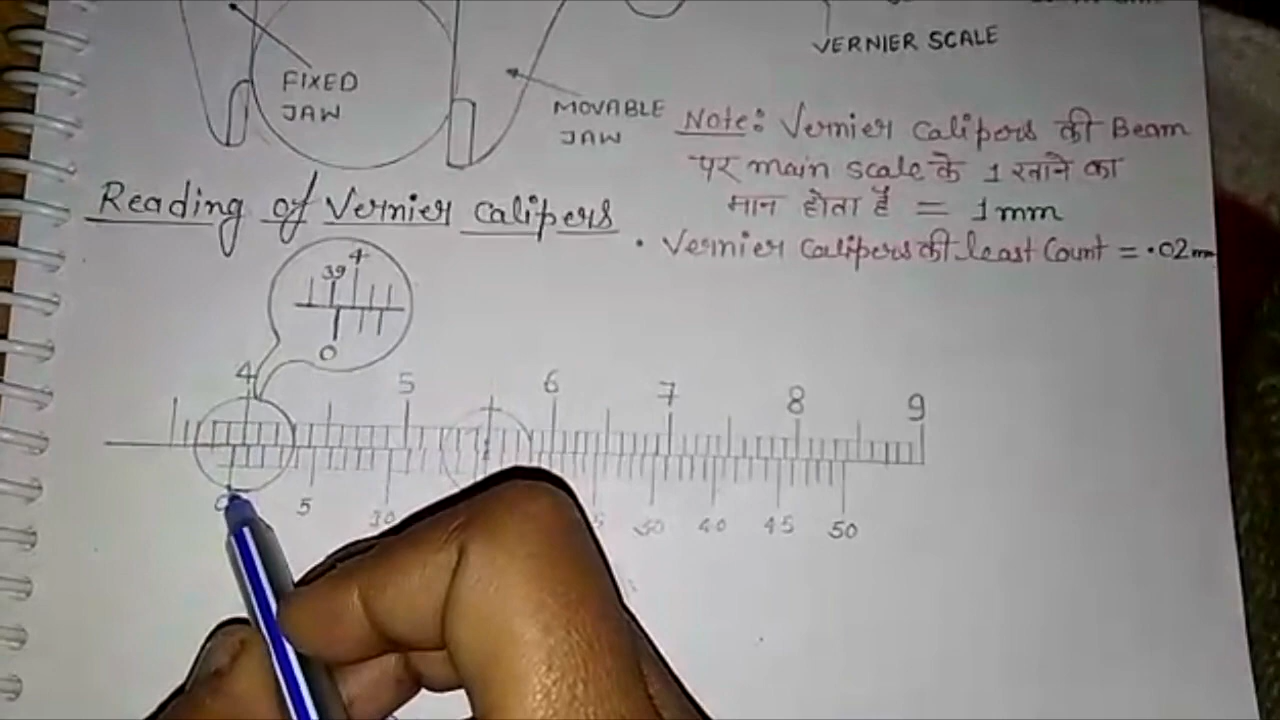 VERNIER SCALE
FIXED
JAW
MOVABLE
JAW
Note: Vernier Calipers की Beam
पर main scale के 1 खाने का
मान होता है = 1mm
Reading of Vernier Calipers
• Vernier Calipers की least Count = .02mm
39 4
0
4 5 6 7 8 9
0 5 10 40 45 50